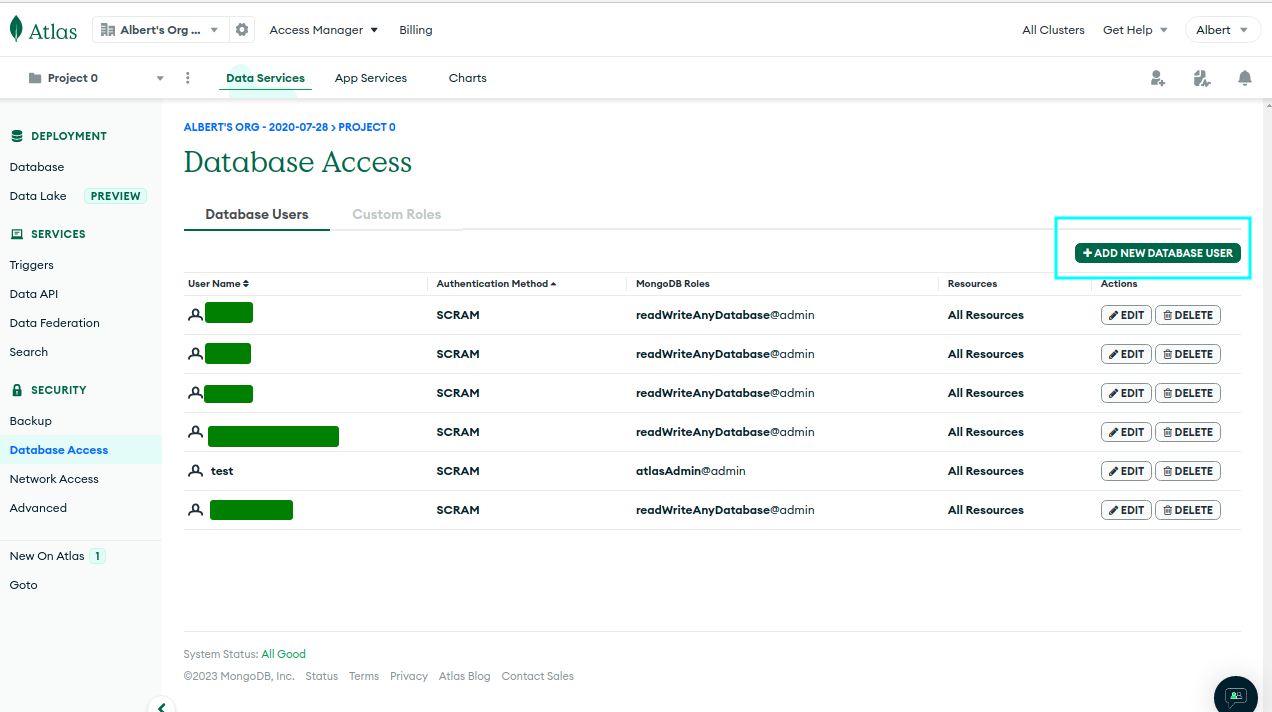 Atlas Albert's Org ... Access Manager Billing All Clusters Get Help Albert
Project 0 Data Services App Services Charts
DEPLOYMENT
Database
Data Lake PREVIEW
SERVICES
Triggers
Data API
Data Federation
Search
SECURITY
Backup
Database Access
Network Access
Advanced
New On Atlas 1
Goto
ALBERT'S ORG - 2020-07-28 > PROJECT 0
Database Access
Database Users Custom Roles
+ ADD NEW DATABASE USER
User Name Authentication Method MongoDB Roles Resources Actions
SCRAM readWriteAnyDatabase@admin All Resources EDIT DELETE
SCRAM readWriteAnyDatabase@admin All Resources EDIT DELETE
SCRAM readWriteAnyDatabase@admin All Resources EDIT DELETE
SCRAM readWriteAnyDatabase@admin All Resources EDIT DELETE
test SCRAM atlasAdmin@admin All Resources EDIT DELETE
SCRAM readWriteAnyDatabase@admin All Resources EDIT DELETE
System Status: All Good
©2023 MongoDB, Inc. Status Terms Privacy Atlas Blog Contact Sales